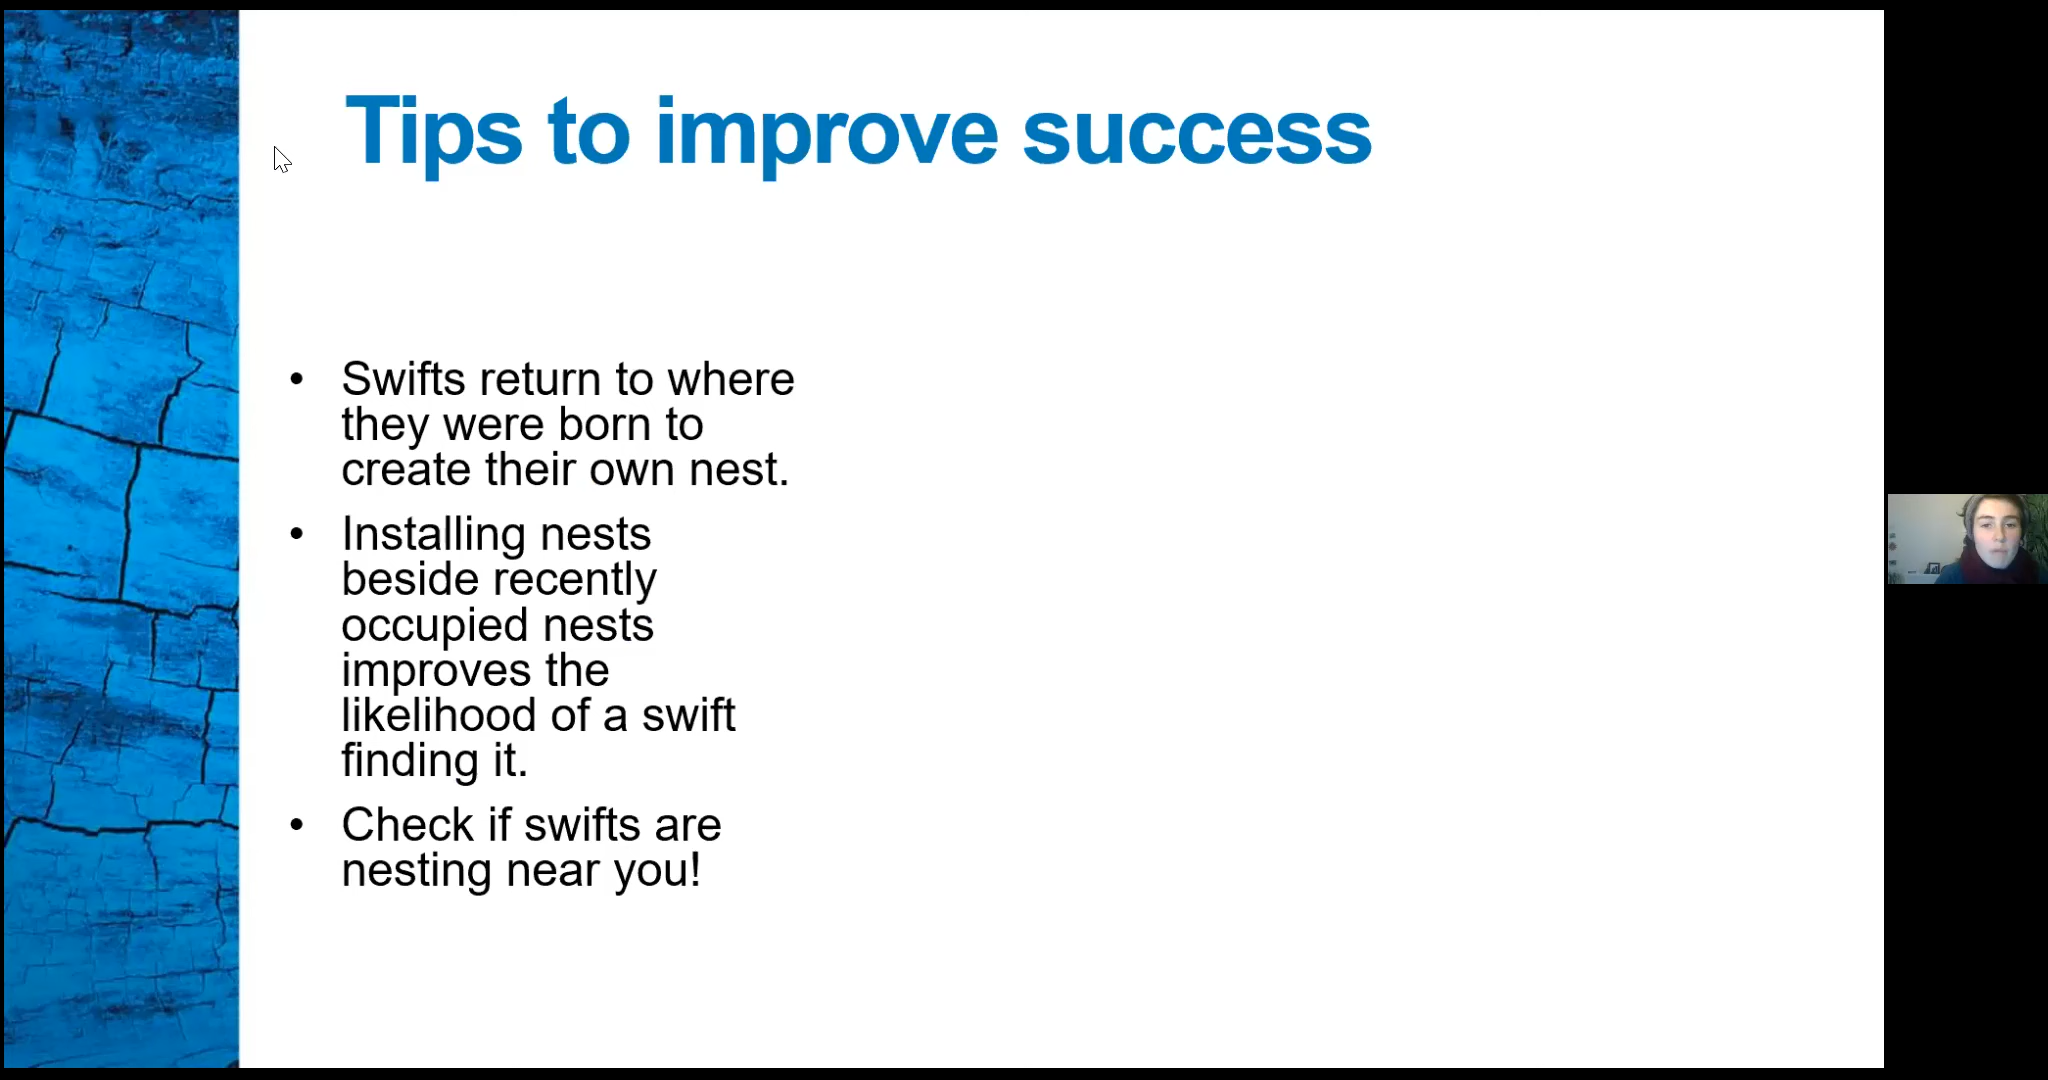 Tips to improve success
• Swifts return to where
they were born to
create their own nest.
• Installing nests
beside recently
occupied nests
improves the
likelihood of a swift
finding it.
• Check if swifts are
nesting near you!